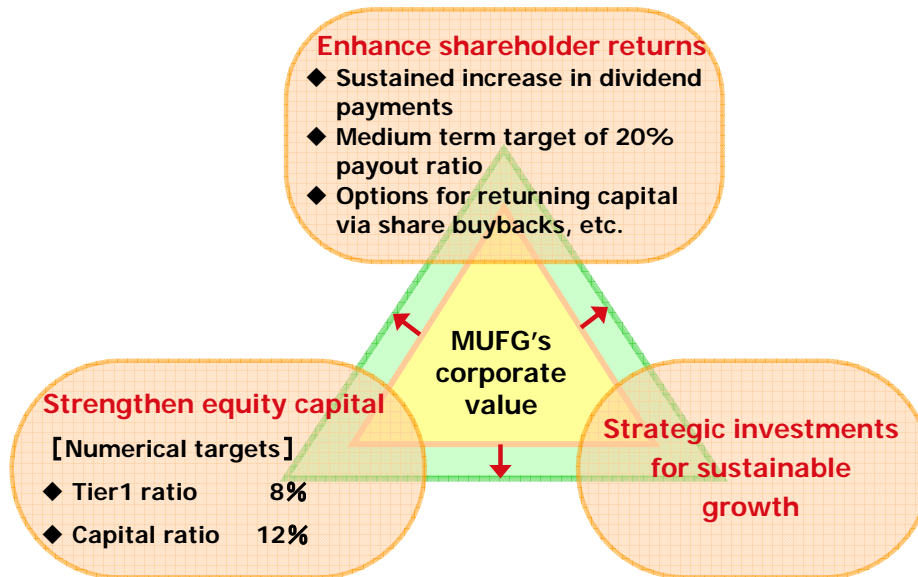 Enhance shareholder returns
◆ Sustained increase in dividend
payments
◆ Medium term target of 20%
payout ratio
◆ Options for returning capital
via share buybacks, etc.
MUFG's
corporate
value
Strengthen equity capital
[Numerical targets]
◆ Tier1 ratio 8%
◆ Capital ratio 12%
Strategic investments
for sustainable
growth